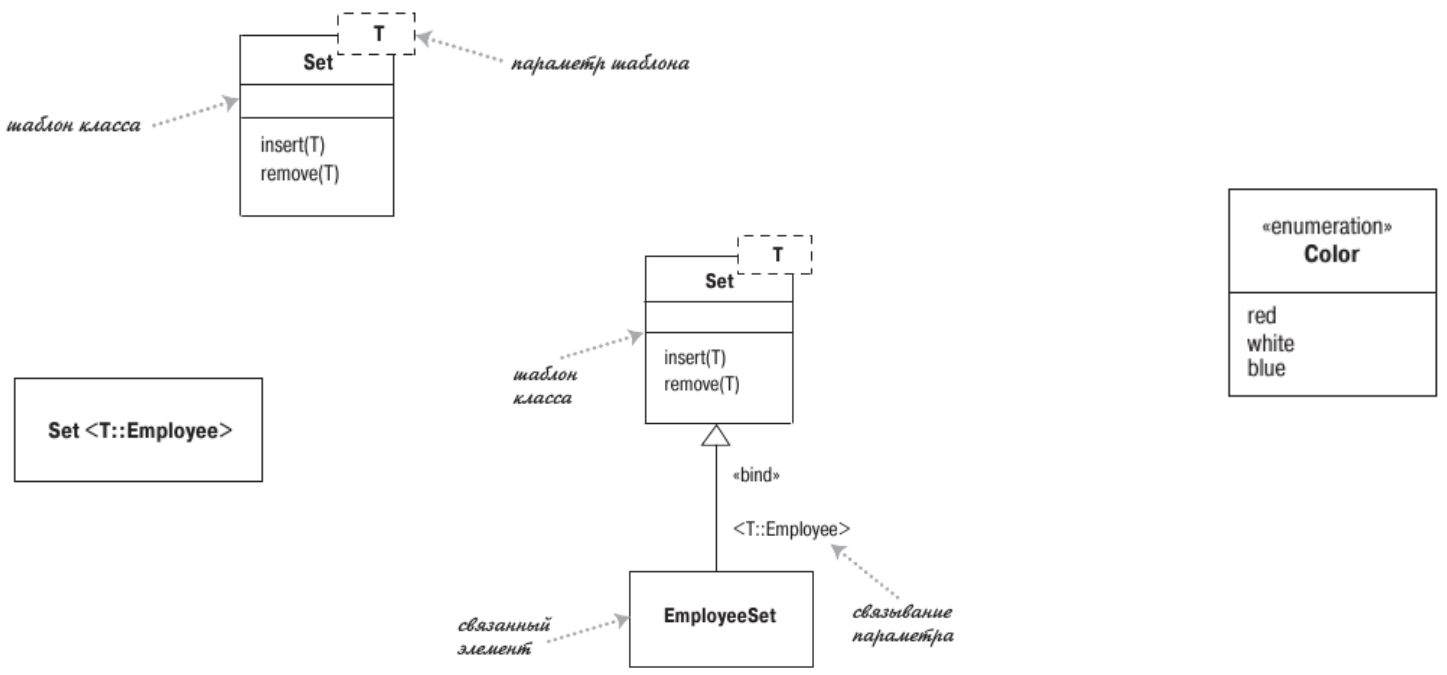 T
Set
параметр шаблона
шаблон класса
insert(T)
remove(T)
Set <T::Employee>
T
Set
шаблон
класса
insert(T)
remove(T)
«bind»
<T::Employee>
EmployeeSet
связанный
элемент
связывание
параметра
«enumeration»
Color
red
white
blue